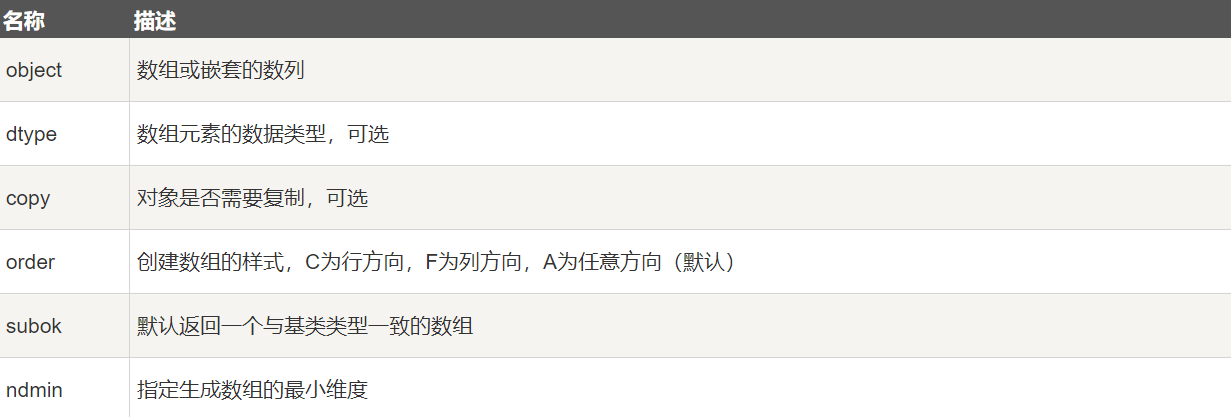 名称 描述
object 数组或嵌套的数列
dtype 数组元素的数据类型，可选
copy 对象是否需要复制，可选
order 创建数组的样式，C为行方向，F为列方向，A为任意方向（默认）
subok 默认返回一个与基类类型一致的数组
ndmin 指定生成数组的最小维度